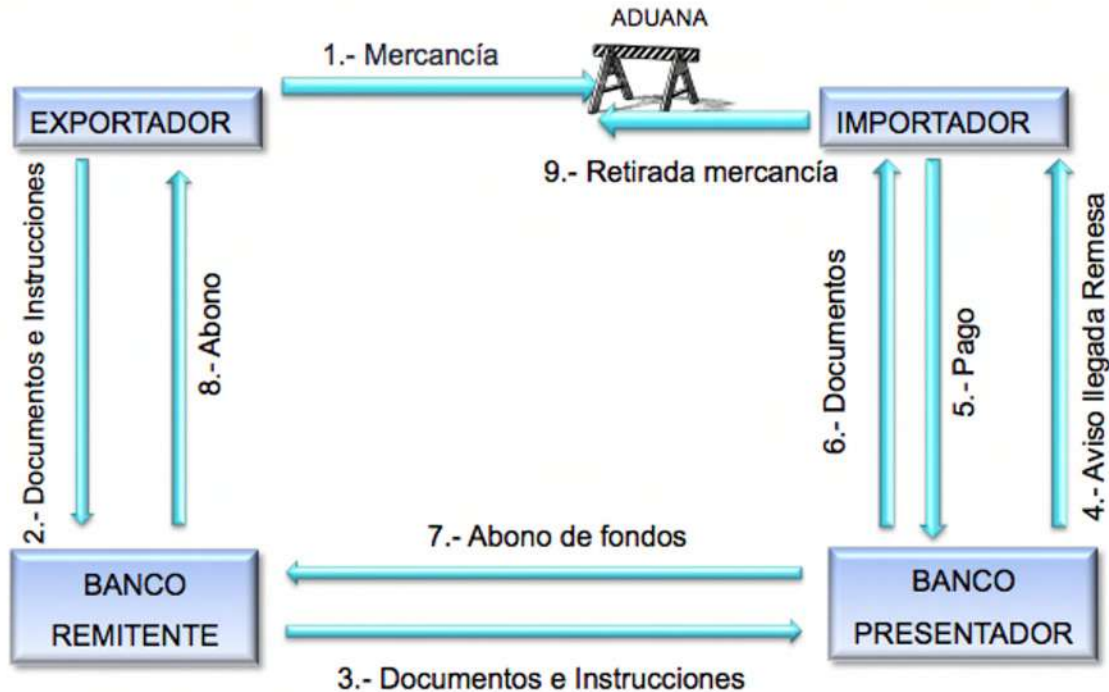 ADUANA
1.- Mercancía
EXPORTADOR
IMPORTADOR
9.- Retirada mercancía
2.- Documentos e Instrucciones
8.- Abono
6.- Documentos
5.- Pago
4.- Aviso llegada Remesa
7.- Abono de fondos
BANCO
REMITENTE
BANCO
PRESENTADOR
3.- Documentos e Instrucciones